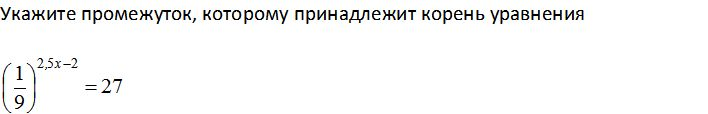 Укажите промежуток, которому принадлежит корень уравнения
(1/9)^(2,5x−2) = 27